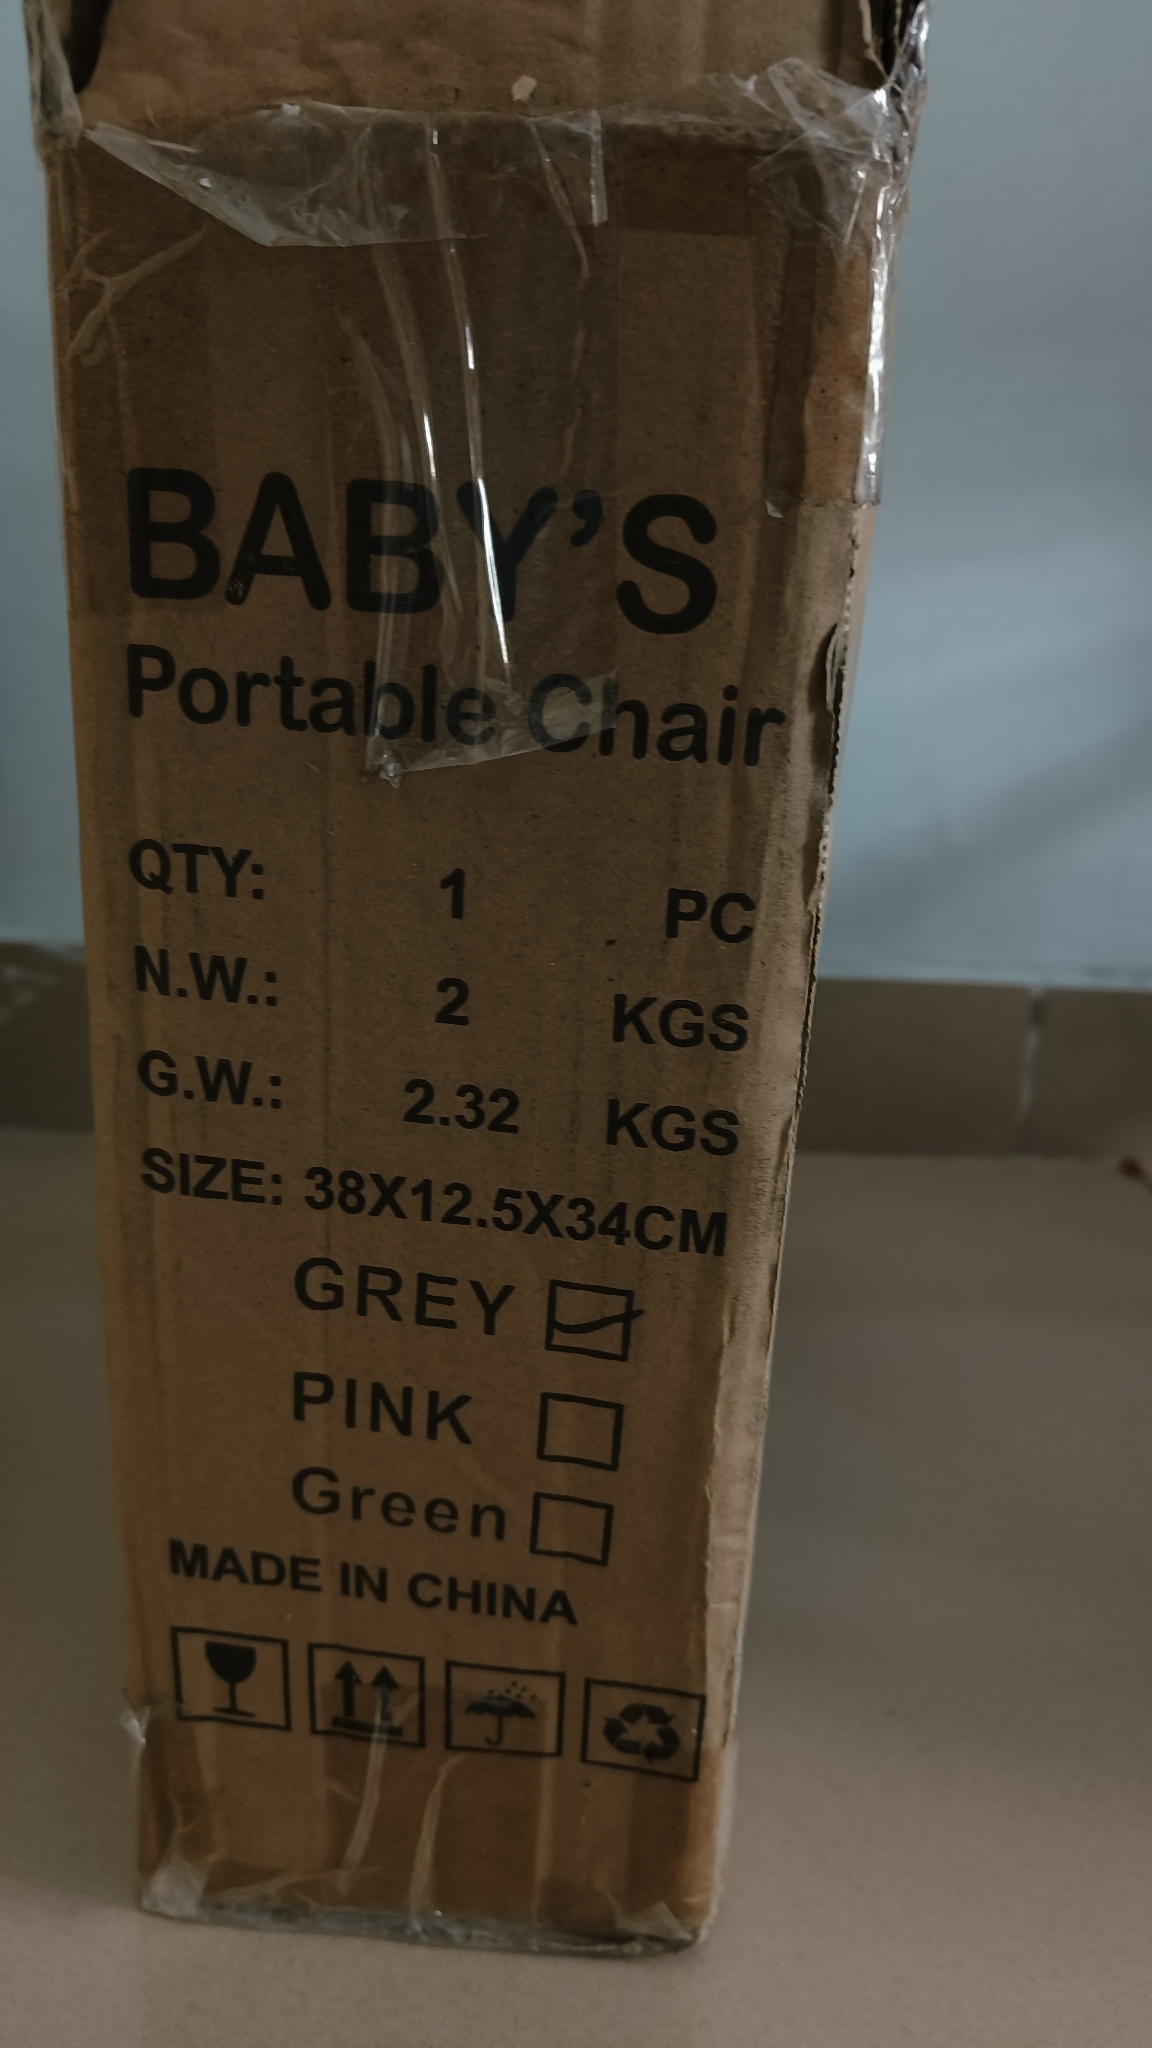 BABY'S
Portable Chair
QTY: 1 PC
N.W.: 2 KGS
G.W.: 2.32 KGS
SIZE: 38X12.5X34CM
GREY
PINK
Green
MADE IN CHINA